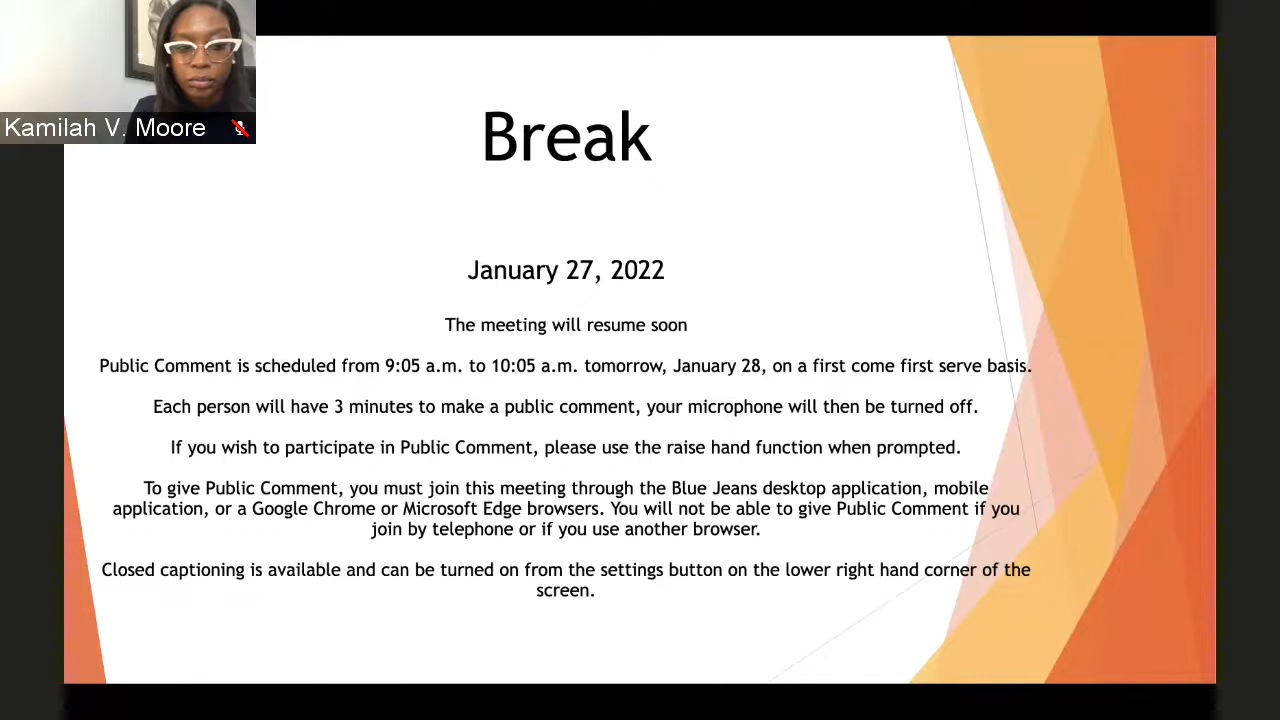 Kamilah V. Moore
Break
January 27, 2022
The meeting will resume soon
Public Comment is scheduled from 9:05 a.m. to 10:05 a.m. tomorrow, January 28, on a first come first serve basis.
Each person will have 3 minutes to make a public comment, your microphone will then be turned off.
If you wish to participate in Public Comment, please use the raise hand function when prompted.
To give Public Comment, you must join this meeting through the Blue Jeans desktop application, mobile
application, or a Google Chrome or Microsoft Edge browsers. You will not be able to give Public Comment if you
join by telephone or if you use another browser.
Closed captioning is available and can be turned on from the settings button on the lower right hand corner of the
screen.